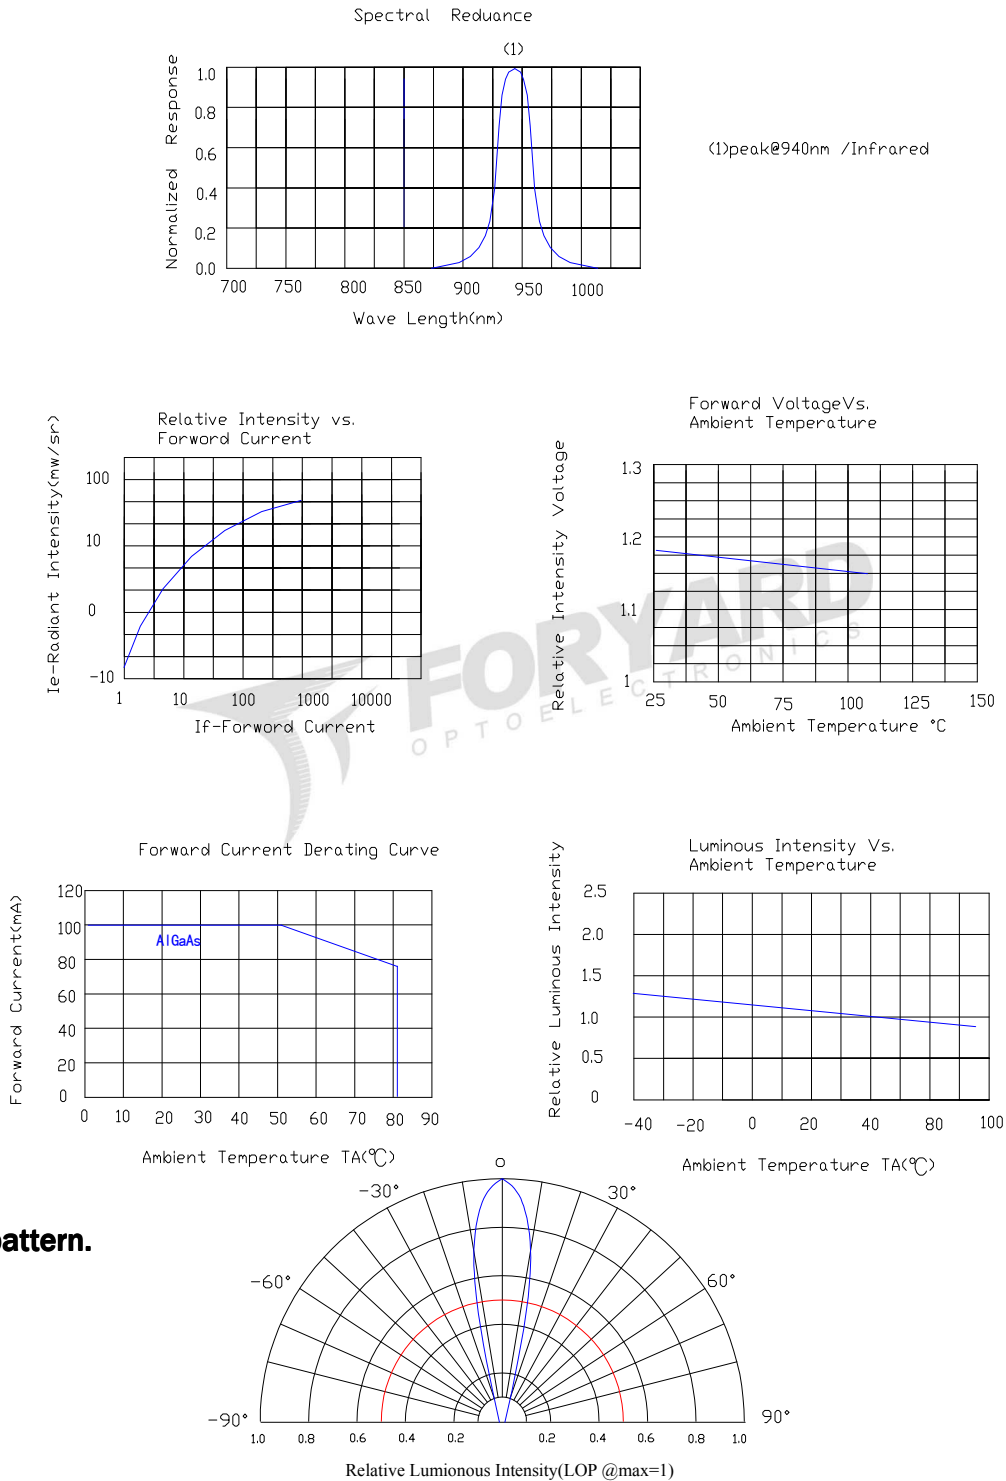 Spectral Reduance
(1)
Normalized Response
1.0
0.8
0.6
0.4
0.2
0.0
700 750 800 850 900 950 1000
Wave Length(nm)
(1)peak@940nm /Infrared
Relative Intensity vs.
Forword Current
Ie-Radiant Intensity(mw/sr)
100
10
0
-10
1 10 100 1000 10000
If-Forword Current
Forward VoltageVs.
Ambient Temperature
Relative Intensity Voltage
1.3
1.2
1.1
1
25 50 75 100 125 150
Ambient Temperature °C
FORYARD
OPTOELECTRONICS
Forward Current Derating Curve
Forward Current(mA)
120
100
80
60
40
20
0
AlGaAs
0 10 20 30 40 50 60 70 80 90
Ambient Temperature TA(℃)
Luminous Intensity Vs.
Ambient Temperature
Relative Luminous Intensity
2.5
2.0
1.5
1.0
0.5
0
-40 -20 0 20 40 80 100
Ambient Temperature TA(℃)
attern.
0
-30° 30°
-60° 60°
-90° 90°
1.0 0.8 0.6 0.4 0.2 0.2 0.4 0.6 0.8 1.0
Relative Lumionous Intensity(LOP @max=1)